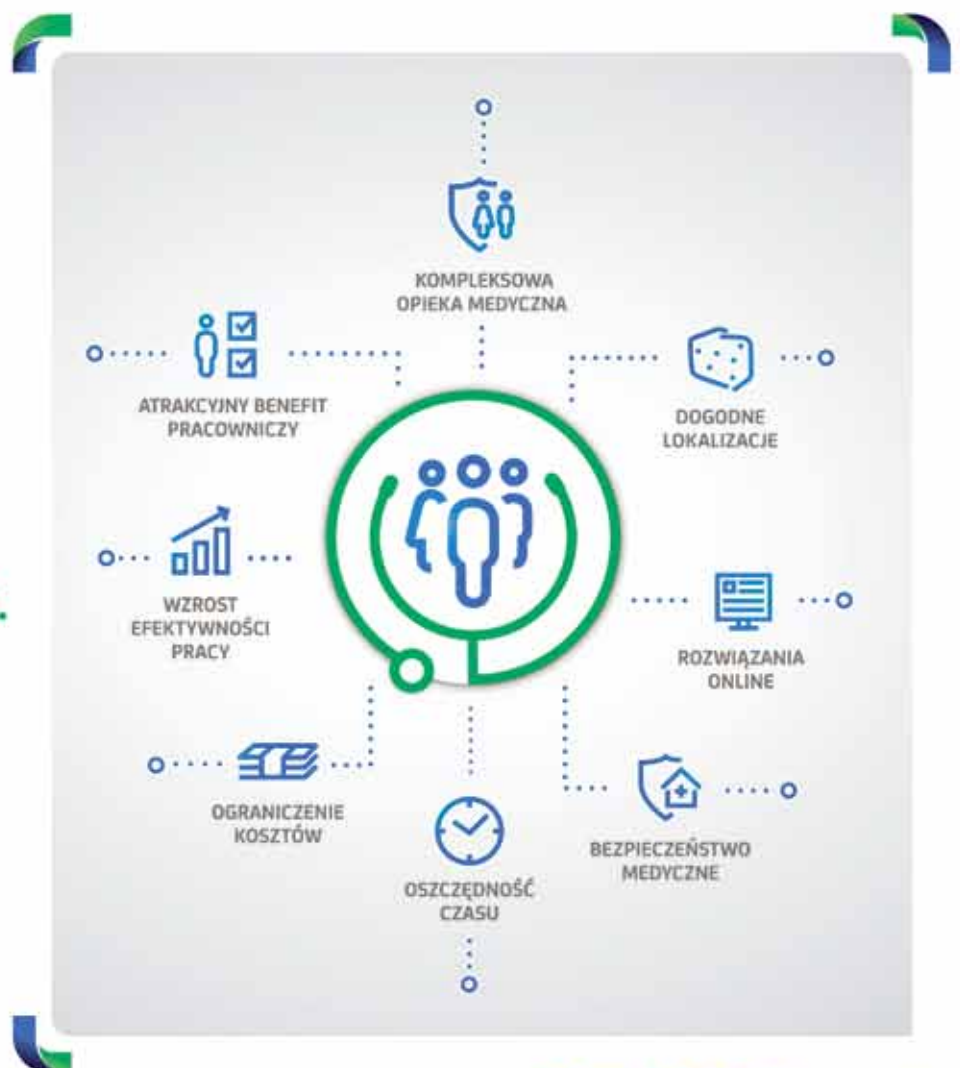 KOMPLEKSOWA
OPIEKA MEDYCZNA
ATRAKCYJNY BENEFIT
PRACOWNICZY
DOGODNE
LOKALIZACJE
WZROST
EFEKTYWNOŚCI
PRACY
ROZWIĄZANIA
ONLINE
OGRANICZENIE
KOSZTÓW
BEZPIECZEŃSTWO
MEDYCZNE
OSZCZĘDNOŚĆ
CZASU